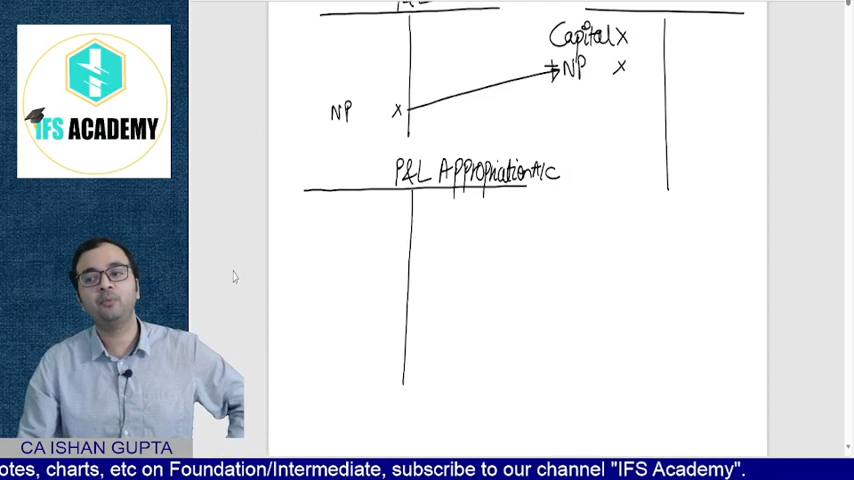 Capital X
+ NP X
NP X
P&L Appropriation A/c
IFS ACADEMY
CA ISHAN GUPTA
otes, charts, etc on Foundation/Intermediate, subscribe to our channel "IFS Academy".